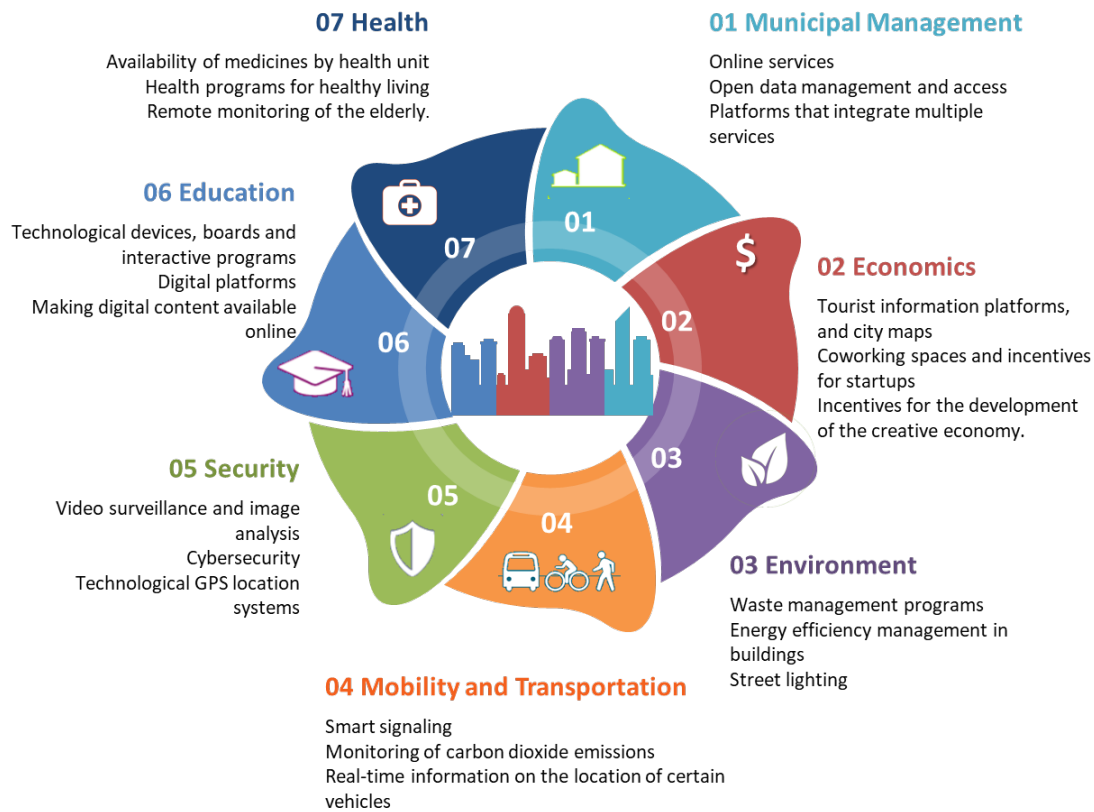 07 Health
Availability of medicines by health unit
Health programs for healthy living
Remote monitoring of the elderly.
01 Municipal Management
Online services
Open data management and access
Platforms that integrate multiple
services
06 Education
Technological devices, boards and
interactive programs
Digital platforms
Making digital content available
online
02 Economics
Tourist information platforms,
and city maps
Coworking spaces and incentives
for startups
Incentives for the development
of the creative economy.
01
$
02
03
04
05
06
07
05 Security
Video surveillance and image
analysis
Cybersecurity
Technological GPS location
systems
03 Environment
Waste management programs
Energy efficiency management in
buildings
Street lighting
04 Mobility and Transportation
Smart signaling
Monitoring of carbon dioxide emissions
Real-time information on the location of certain
vehicles